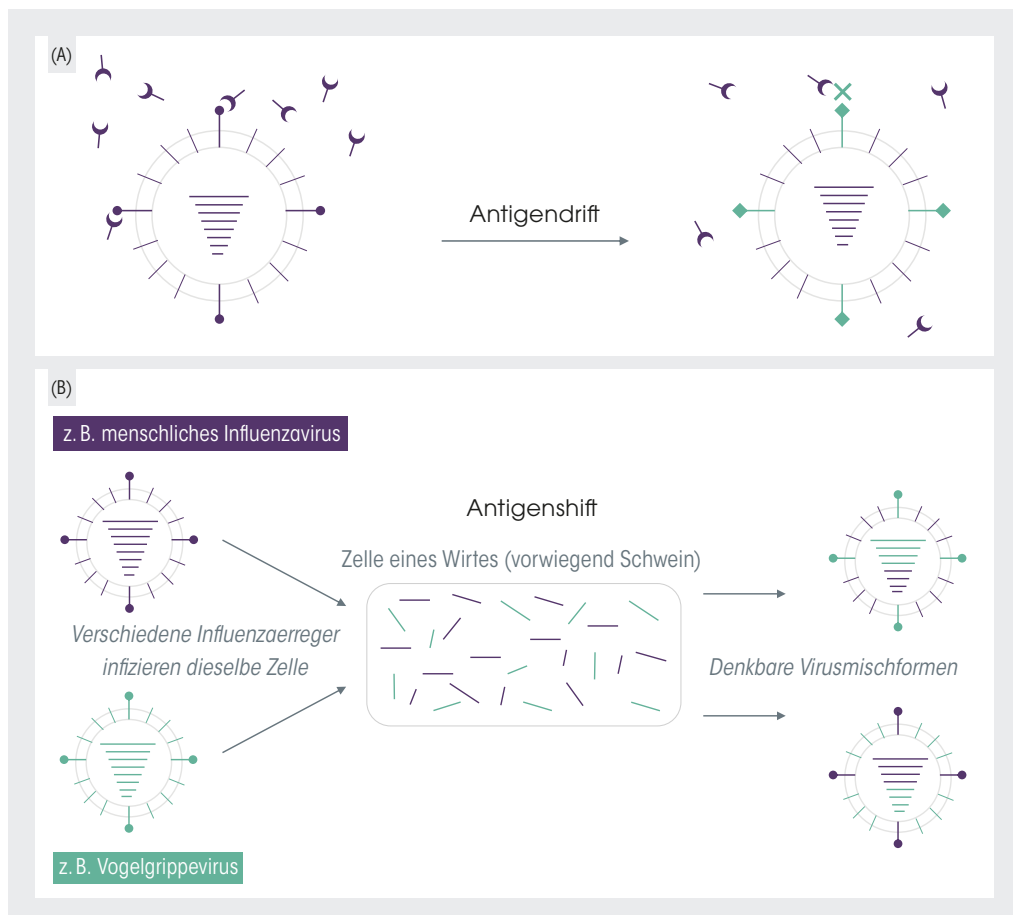 (A)
Antigendrift
(B)
z. B. menschliches Influenzavirus
Antigenshift
Zelle eines Wirtes (vorwiegend Schwein)
Verschiedene Influenzaerreger
infizieren dieselbe Zelle
Denkbare Virusmischformen
z. B. Vogelgrippevirus